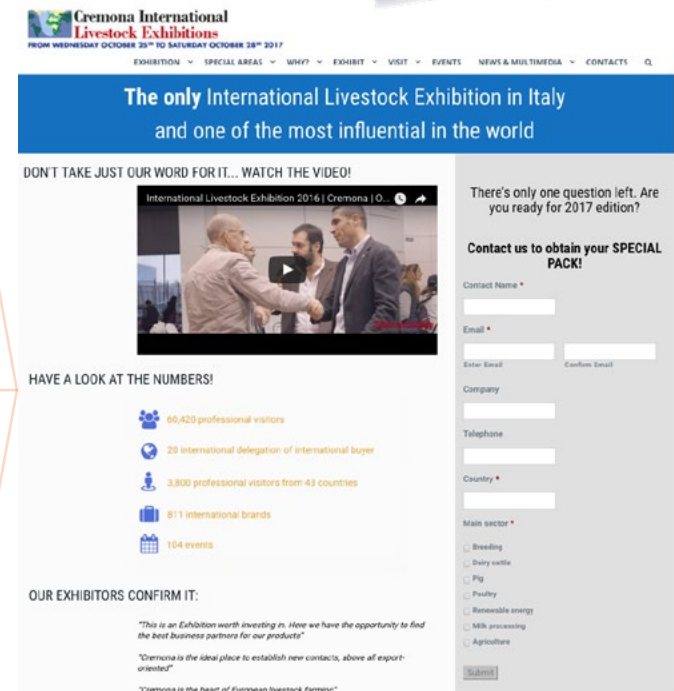 Cremona International
Livestock Exhibitions
FROM WEDNESDAY OCTOBER 25TH TO SATURDAY OCTOBER 28TH 2017
EXHIBITION SPECIAL AREAS WHY? EXHIBIT VISIT EVENTS NEWS & MULTIMEDIA CONTACTS
The only International Livestock Exhibition in Italy
and one of the most influential in the world
DON'T TAKE JUST OUR WORD FOR IT... WATCH THE VIDEO!
International Livestock Exhibition 2016 | Cremona | O...
HAVE A LOOK AT THE NUMBERS!
60,420 professional visitors
20 international delegation of international buyer
3,800 professional visitors from 43 countries
811 international brands
104 events
OUR EXHIBITORS CONFIRM IT:
"This is an Exhibition worth investing in. Here we have the opportunity to find
the best business partners for our products"
"Cremona is the ideal place to establish new contacts, above all export-
oriented"
"Cremona is the heart of European livestock farming"
There's only one question left. Are
you ready for 2017 edition?
Contact us to obtain your SPECIAL
PACK!
Contact Name *
Email *
Enter Email Confirm Email
Company
Telephone
Country *
Main sector *
Breeding
Dairy cattle
Pig
Poultry
Renewable energy
Milk processing
Agriculture
Submit